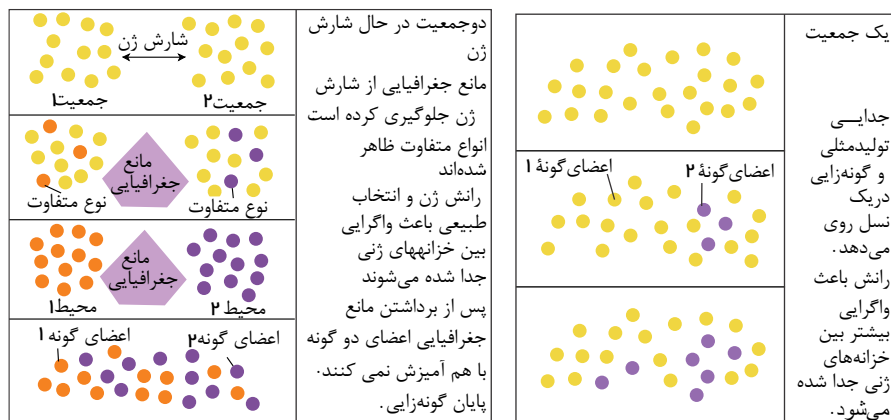 یک جمعیت
جدایــی
تولیدمثلی
و گونه‌زایی
دریک
نسل روی
می‌دهد.
رانش باعث
واگرایی
بیشتر بین
خزانه‌های
ژنی جدا شده
می‌شود.
اعضای‌گونهٔ ۱
اعضای‌گونهٔ ۲
دوجمعیت در حال شارش
ژن
مانع جغرافیایی از شارش
ژن جلوگیری کرده است
انواع متفاوت ظاهر
شده‌اند
رانش ژن و انتخاب
طبیعی باعث واگرایی
بین خزانههای ژنی
جدا شده می‌شوند
پس از برداشتن مانع
جغرافیایی اعضای دو گونه
با هم آمیزش نمی کنند.
پایان گونه‌زایی.
شارش ژن
جمعیت۲
جمعیت۱
مانع
جغرافیایی
نوع متفاوت
نوع متفاوت
مانع
جغرافیایی
محیط ۲
محیط۱
اعضای گونه۲
اعضای گونه ۱